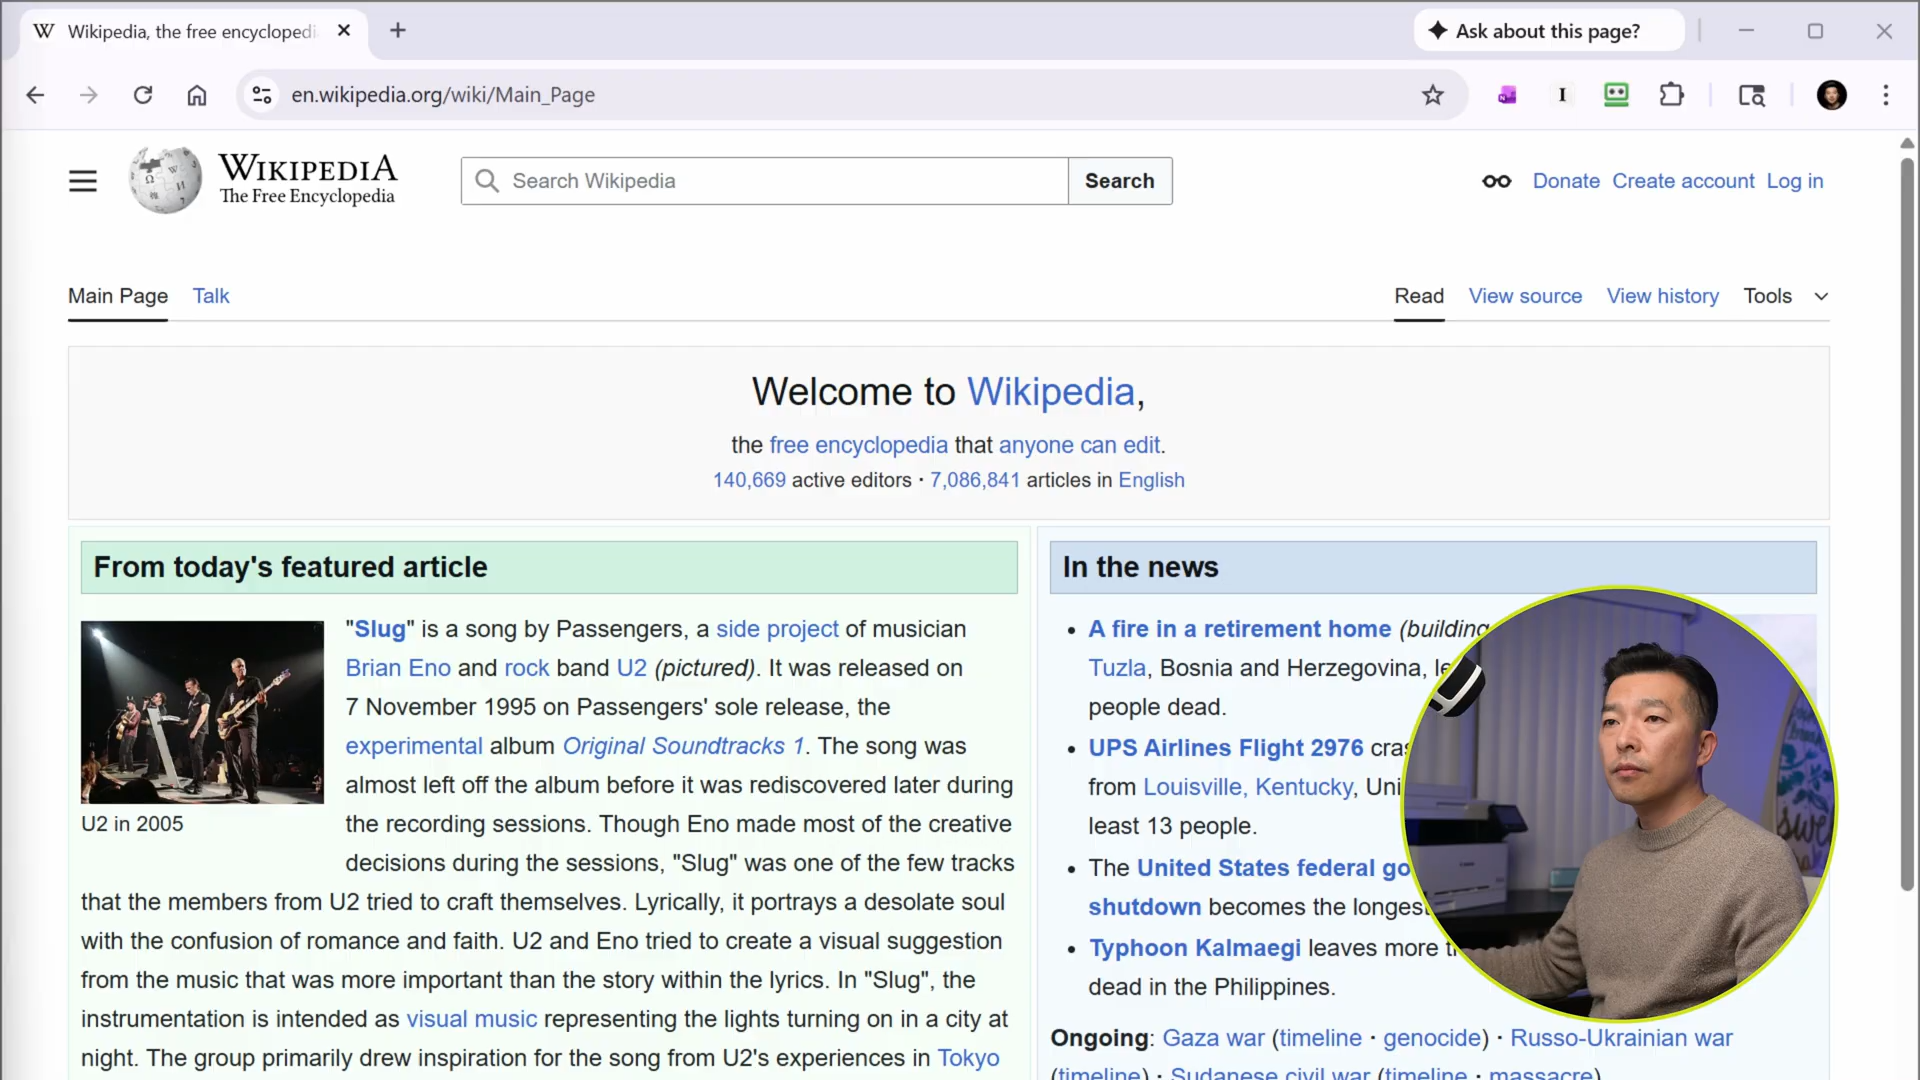 Wikipedia, the free encyclopedi
Ask about this page?
en.wikipedia.org/wiki/Main_Page
WIKIPEDIA
The Free Encyclopedia
Search Wikipedia
Search
Donate Create account Log in
Main Page Talk
Read View source View history Tools
Welcome to Wikipedia,
the free encyclopedia that anyone can edit.
140,669 active editors · 7,086,841 articles in English
From today's featured article
"Slug" is a song by Passengers, a side project of musician
Brian Eno and rock band U2 (pictured). It was released on
7 November 1995 on Passengers' sole release, the
experimental album Original Soundtracks 1. The song was
almost left off the album before it was rediscovered later during
the recording sessions. Though Eno made most of the creative
decisions during the sessions, "Slug" was one of the few tracks
U2 in 2005
that the members from U2 tried to craft themselves. Lyrically, it portrays a desolate soul
with the confusion of romance and faith. U2 and Eno tried to create a visual suggestion
from the music that was more important than the story within the lyrics. In "Slug", the
instrumentation is intended as visual music representing the lights turning on in a city at
night. The group primarily drew inspiration for the song from U2's experiences in Tokyo
In the news
• A fire in a retirement home (building
Tuzla, Bosnia and Herzegovina, le
people dead.
• UPS Airlines Flight 2976 cras
from Louisville, Kentucky, Uni
least 13 people.
• The United States federal go
shutdown becomes the longest
• Typhoon Kalmaegi leaves more
dead in the Philippines.
Ongoing: Gaza war (timeline · genocide) · Russo-Ukrainian war
(timeline) · Sudanese civil war (timeline · massacre)